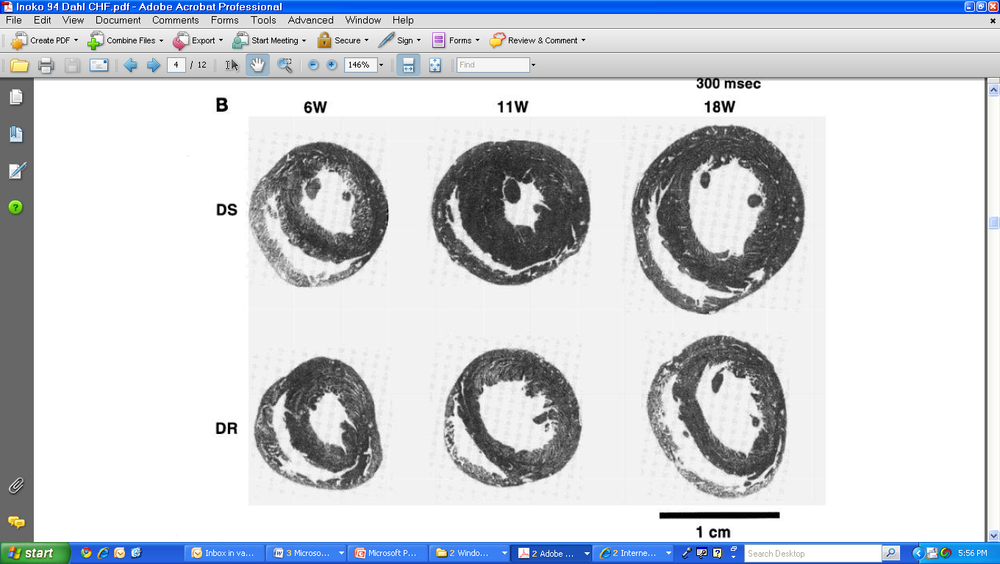 Inoko 94 Dahl CHF.pdf - Adobe Acrobat Professional
File Edit View Document Comments Forms Tools Advanced Window Help
Create PDF Combine Files Export Start Meeting Secure Sign Forms Review & Comment
4 / 12 146% Find
300 msec
B 6W 11W 18W
DS
DR
1 cm
start Inbox in va... 3 Microso... Microsoft P... 2 Windo... 2 Adobe ... 2 Interne... Search Desktop 5:56 PM